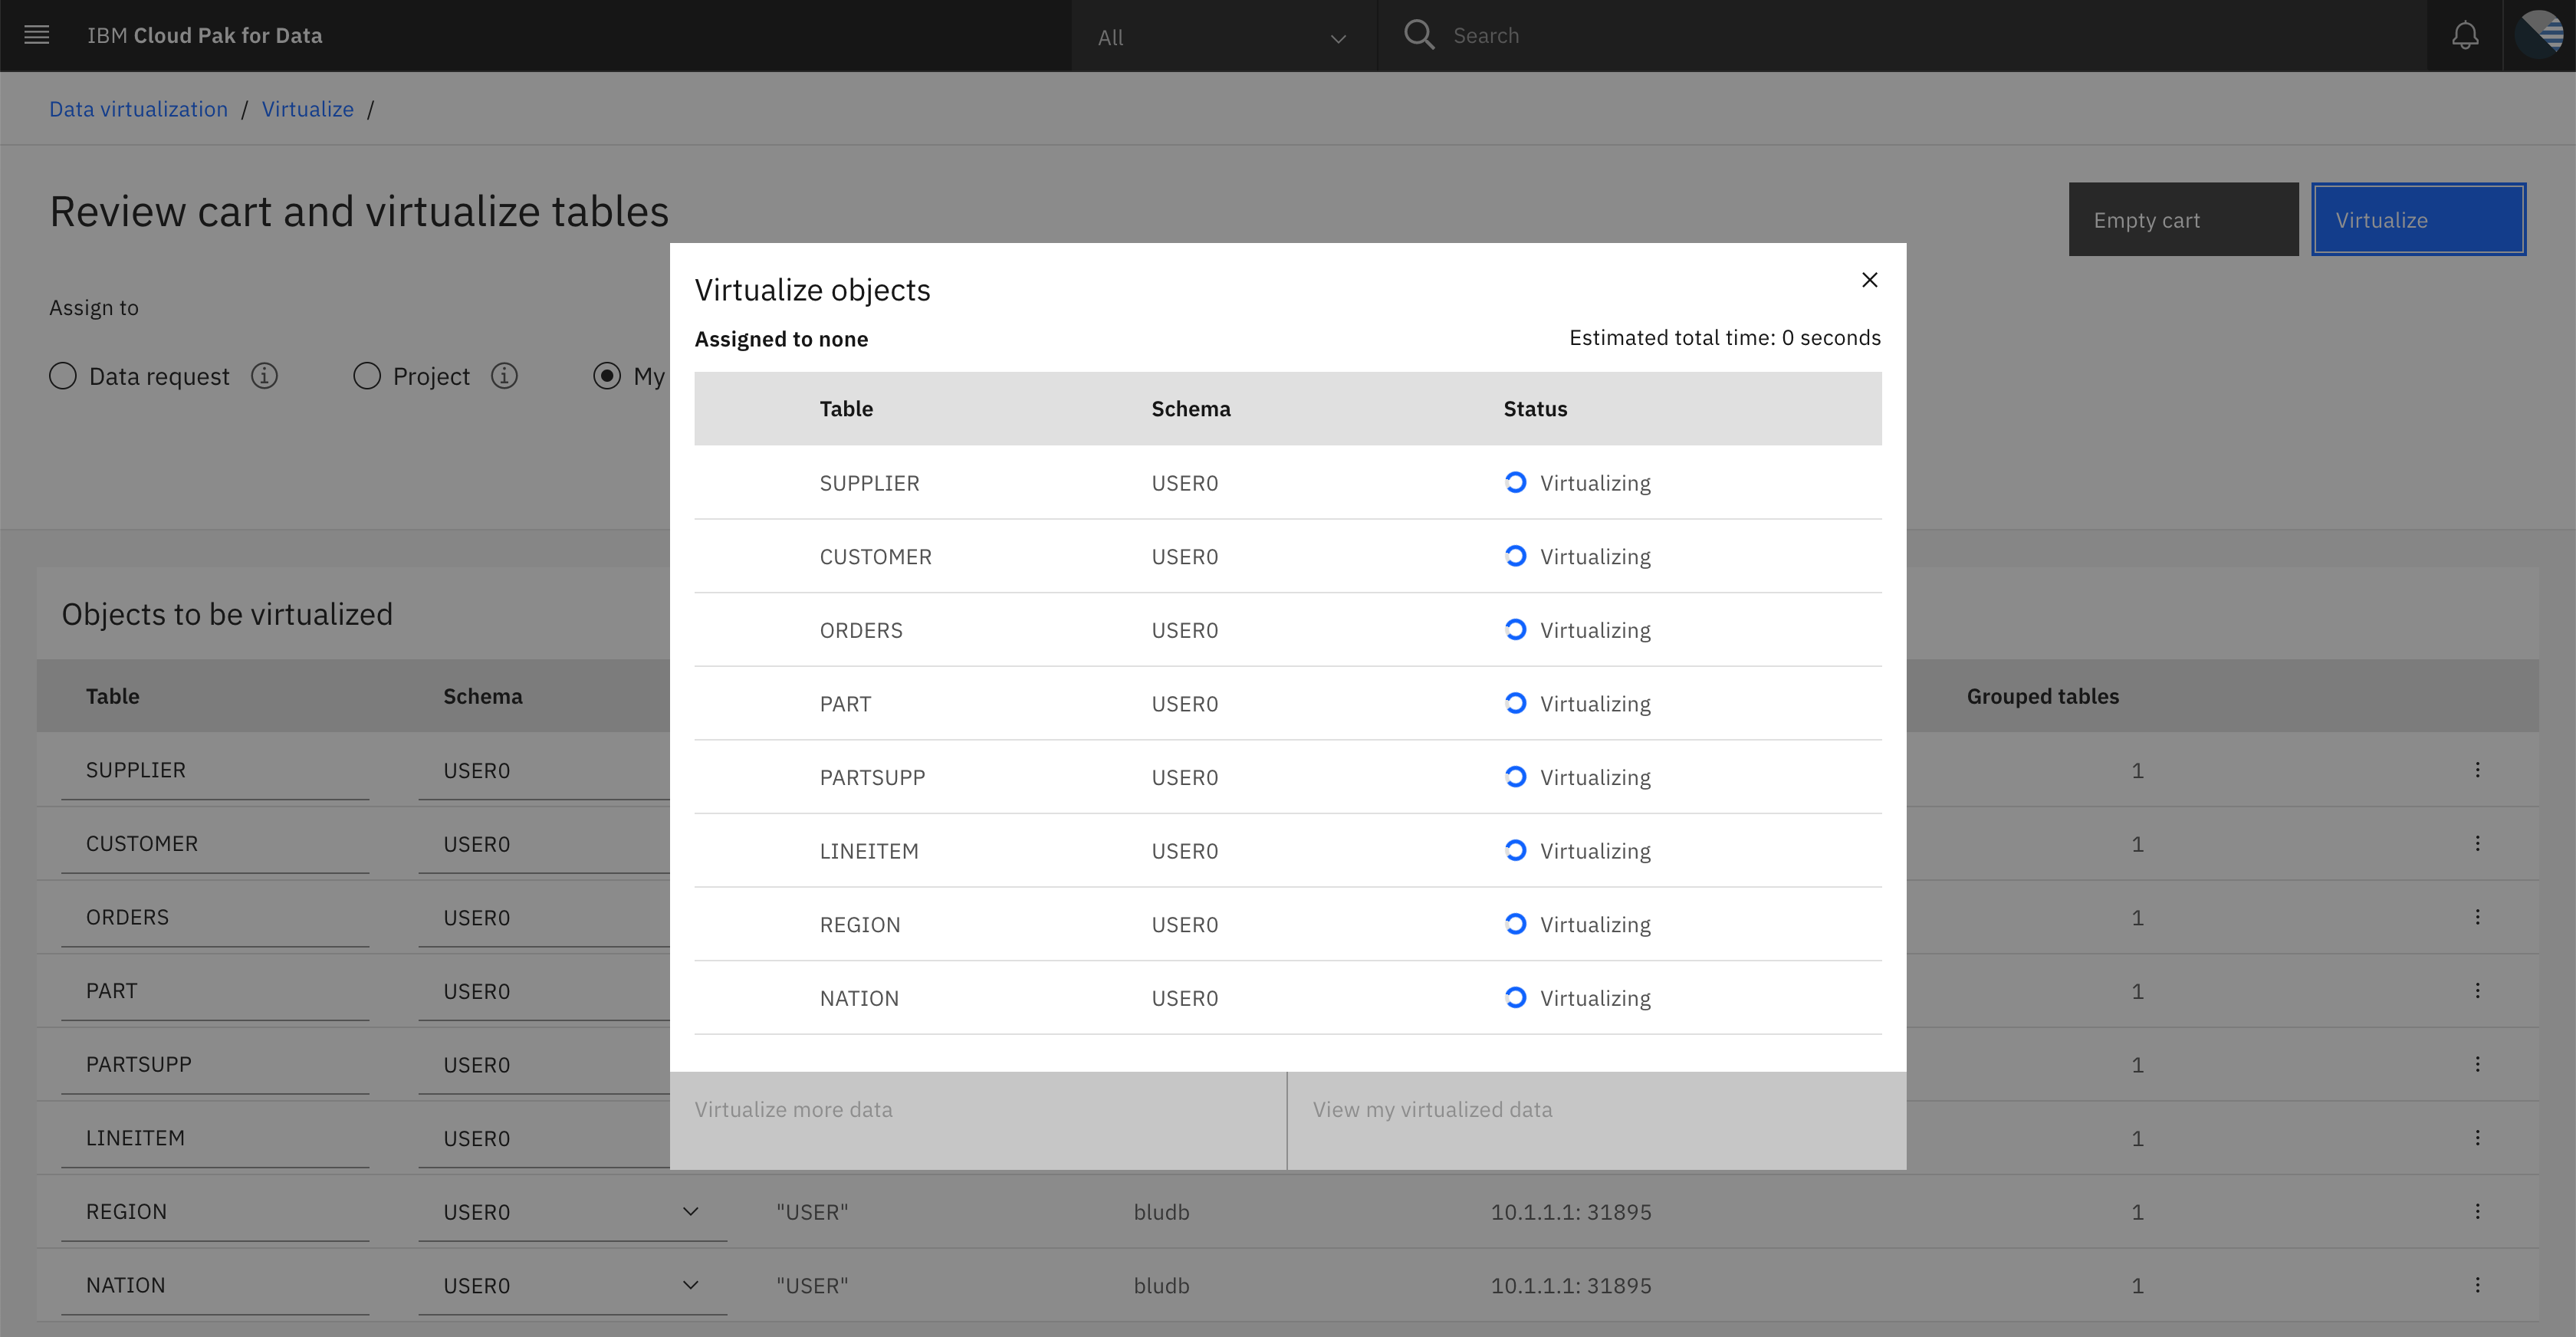 IBM Cloud Pak for Data All Search
Data virtualization / Virtualize /
Review cart and virtualize tables
Empty cart Virtualize
Assign to
Data request Project My
Virtualize objects
Assigned to none Estimated total time: 0 seconds
Table Schema Status
SUPPLIER USER0 Virtualizing
CUSTOMER USER0 Virtualizing
ORDERS USER0 Virtualizing
PART USER0 Virtualizing
PARTSUPP USER0 Virtualizing
LINEITEM USER0 Virtualizing
REGION USER0 Virtualizing
NATION USER0 Virtualizing
Virtualize more data View my virtualized data
Objects to be virtualized
Table Schema Grouped tables
SUPPLIER USER0 1
CUSTOMER USER0 1
ORDERS USER0 1
PART USER0 1
PARTSUPP USER0 1
LINEITEM USER0 1
REGION USER0 "USER" bludb 10.1.1.1: 31895 1
NATION USER0 "USER" bludb 10.1.1.1: 31895 1